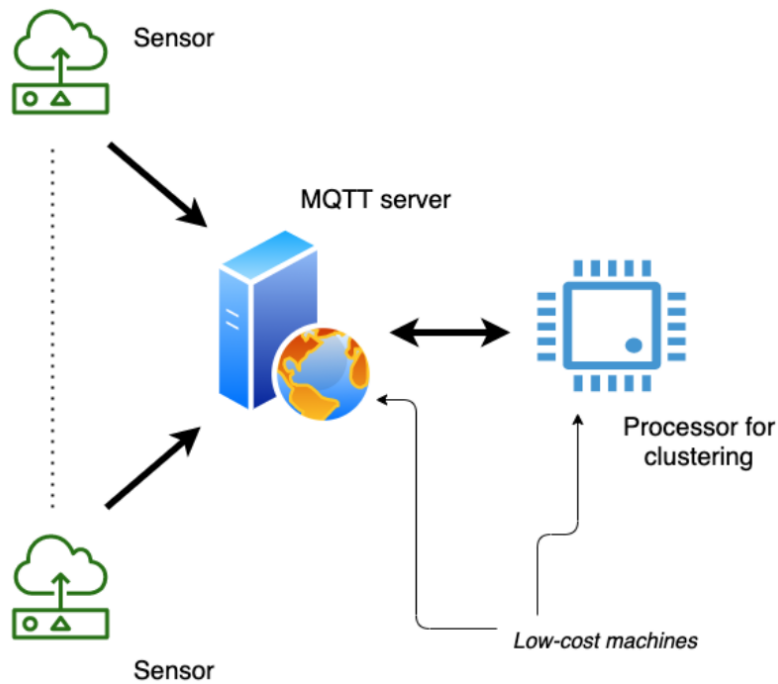 Sensor
MQTT server
Processor for
clustering
Low-cost machines
Sensor